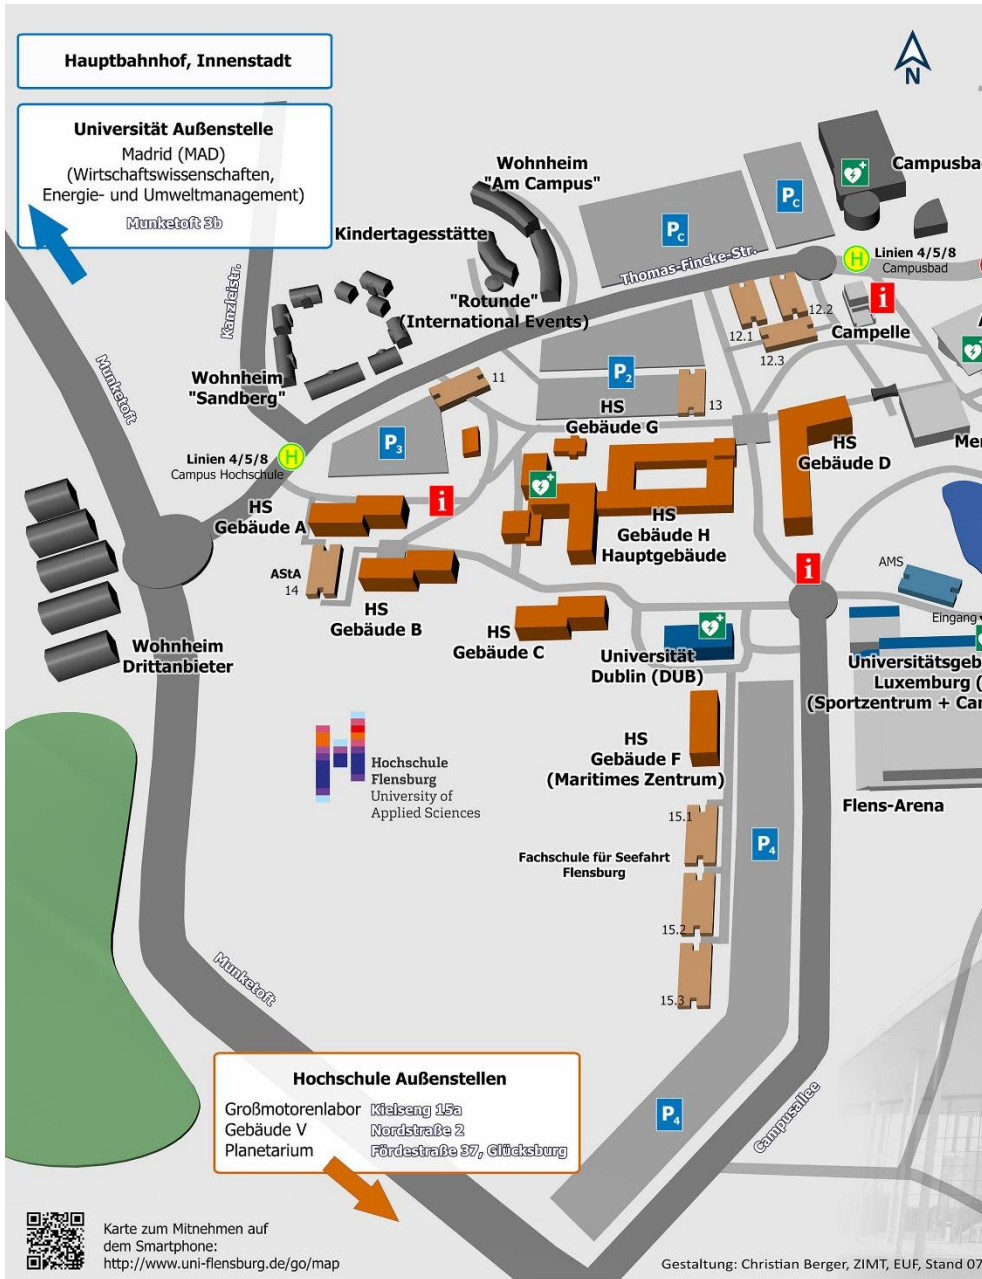 Hauptbahnhof, Innenstadt
Universität Außenstelle
Madrid (MAD)
(Wirtschaftswissenschaften,
Energie- und Umweltmanagement)
Munketoft 3b
N
Wohnheim
"Am Campus"
Kindertagesstätte
"Rotunde"
(International Events)
Kanzleistr.
Munketoft
Wohnheim
"Sandberg"
Thomas-Fincke-Str.
PC
PC
Campusbad
H
Linien 4/5/8
Campusbad
i
Campelle
12.1
12.2
12.3
11
P2
13
P3
H
Linien 4/5/8
Campus Hochschule
HS
Gebäude G
HS
Gebäude D
HS
Gebäude A
i
HS
Gebäude H
Hauptgebäude
AStA
14
HS
Gebäude B
HS
Gebäude C
i
AMS
Eingang
Wohnheim
Drittanbieter
Universität
Dublin (DUB)
Universitätsgeb
Luxemburg (
(Sportzentrum + Ca
HS
Gebäude F
(Maritimes Zentrum)
Flens-Arena
Hochschule
Flensburg
University of
Applied Sciences
15.1
P4
Fachschule für Seefahrt
Flensburg
15.2
15.3
Munketoft
Hochschule Außenstellen
Großmotorenlabor Kielseng 15a
Gebäude V Nordstraße 2
Planetarium Fördestraße 37, Glücksburg
P4
Campusallee
Karte zum Mitnehmen auf
dem Smartphone:
http://www.uni-flensburg.de/go/map
Gestaltung: Christian Berger, ZIMT, EUF, Stand 07